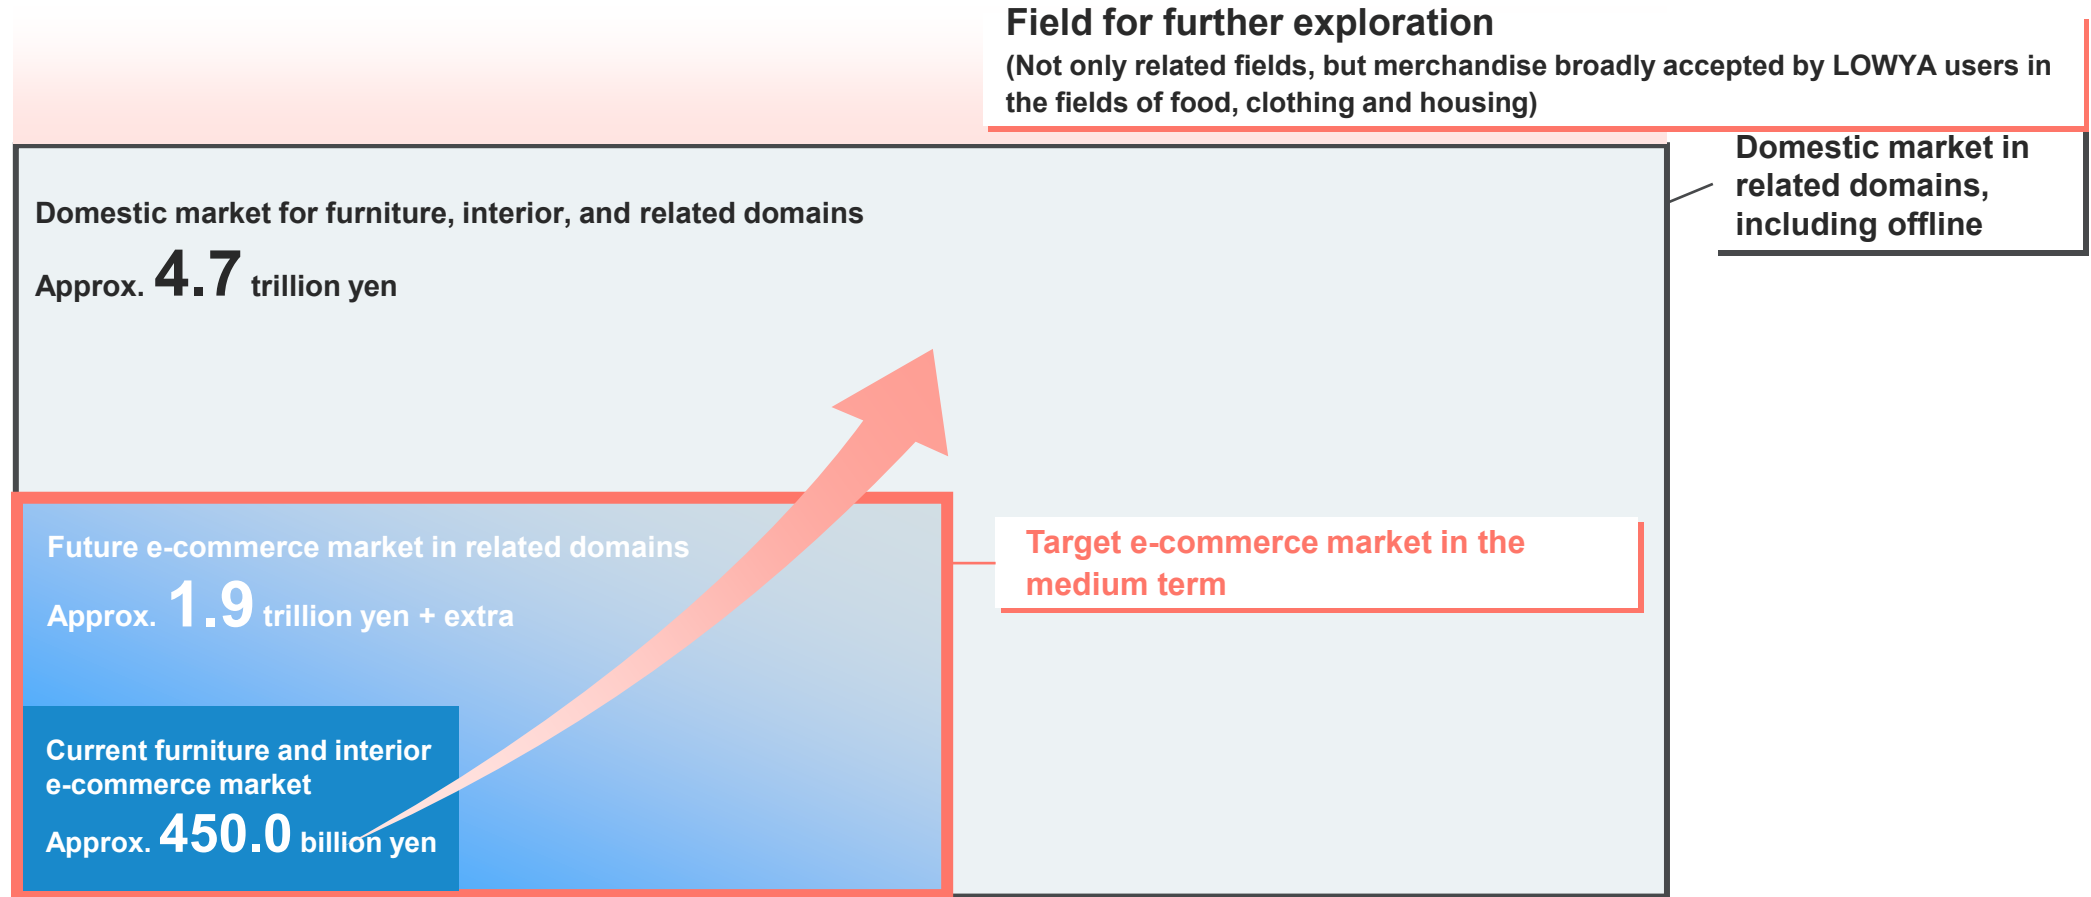 Field for further exploration
(Not only related fields, but merchandise broadly accepted by LOWYA users in
the fields of food, clothing and housing)
Domestic market in
related domains,
including offline
Domestic market for furniture, interior, and related domains
Approx. 4.7 trillion yen
Future e-commerce market in related domains
Approx. 1.9 trillion yen + extra
Target e-commerce market in the
medium term
Current furniture and interior
e-commerce market
Approx. 450.0 billion yen